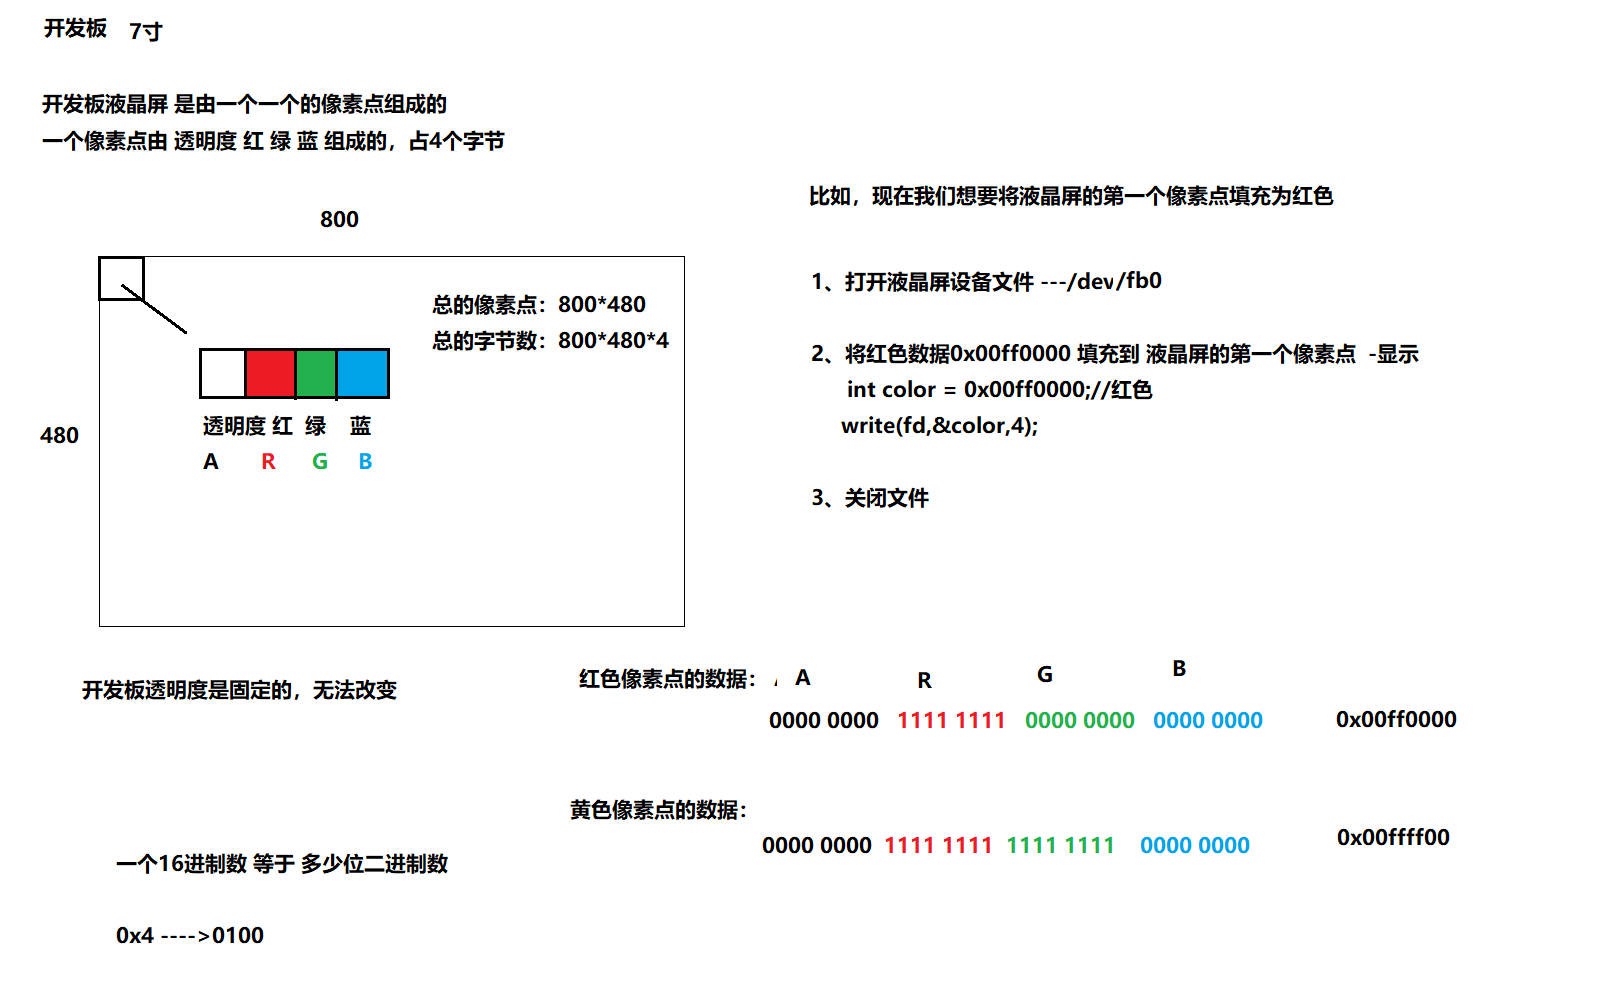 开发板 7寸
开发板液晶屏 是由一个一个的像素点组成的
一个像素点由 透明度 红 绿 蓝 组成的，占4个字节
800
480
总的像素点：800*480
总的字节数：800*480*4
透明度 红 绿 蓝
A R G B
比如，现在我们想要将液晶屏的第一个像素点填充为红色
1、打开液晶屏设备文件 ---/dev/fb0
2、将红色数据0x00ff0000 填充到 液晶屏的第一个像素点 -显示
int color = 0x00ff0000;//红色
write(fd,&color,4);
3、关闭文件
开发板透明度是固定的，无法改变
红色像素点的数据： A R G B
0000 0000 1111 1111 0000 0000 0000 0000 0x00ff0000
黄色像素点的数据：
0000 0000 1111 1111 1111 1111 0000 0000 0x00ffff00
一个16进制数 等于 多少位二进制数
0x4 ---->0100